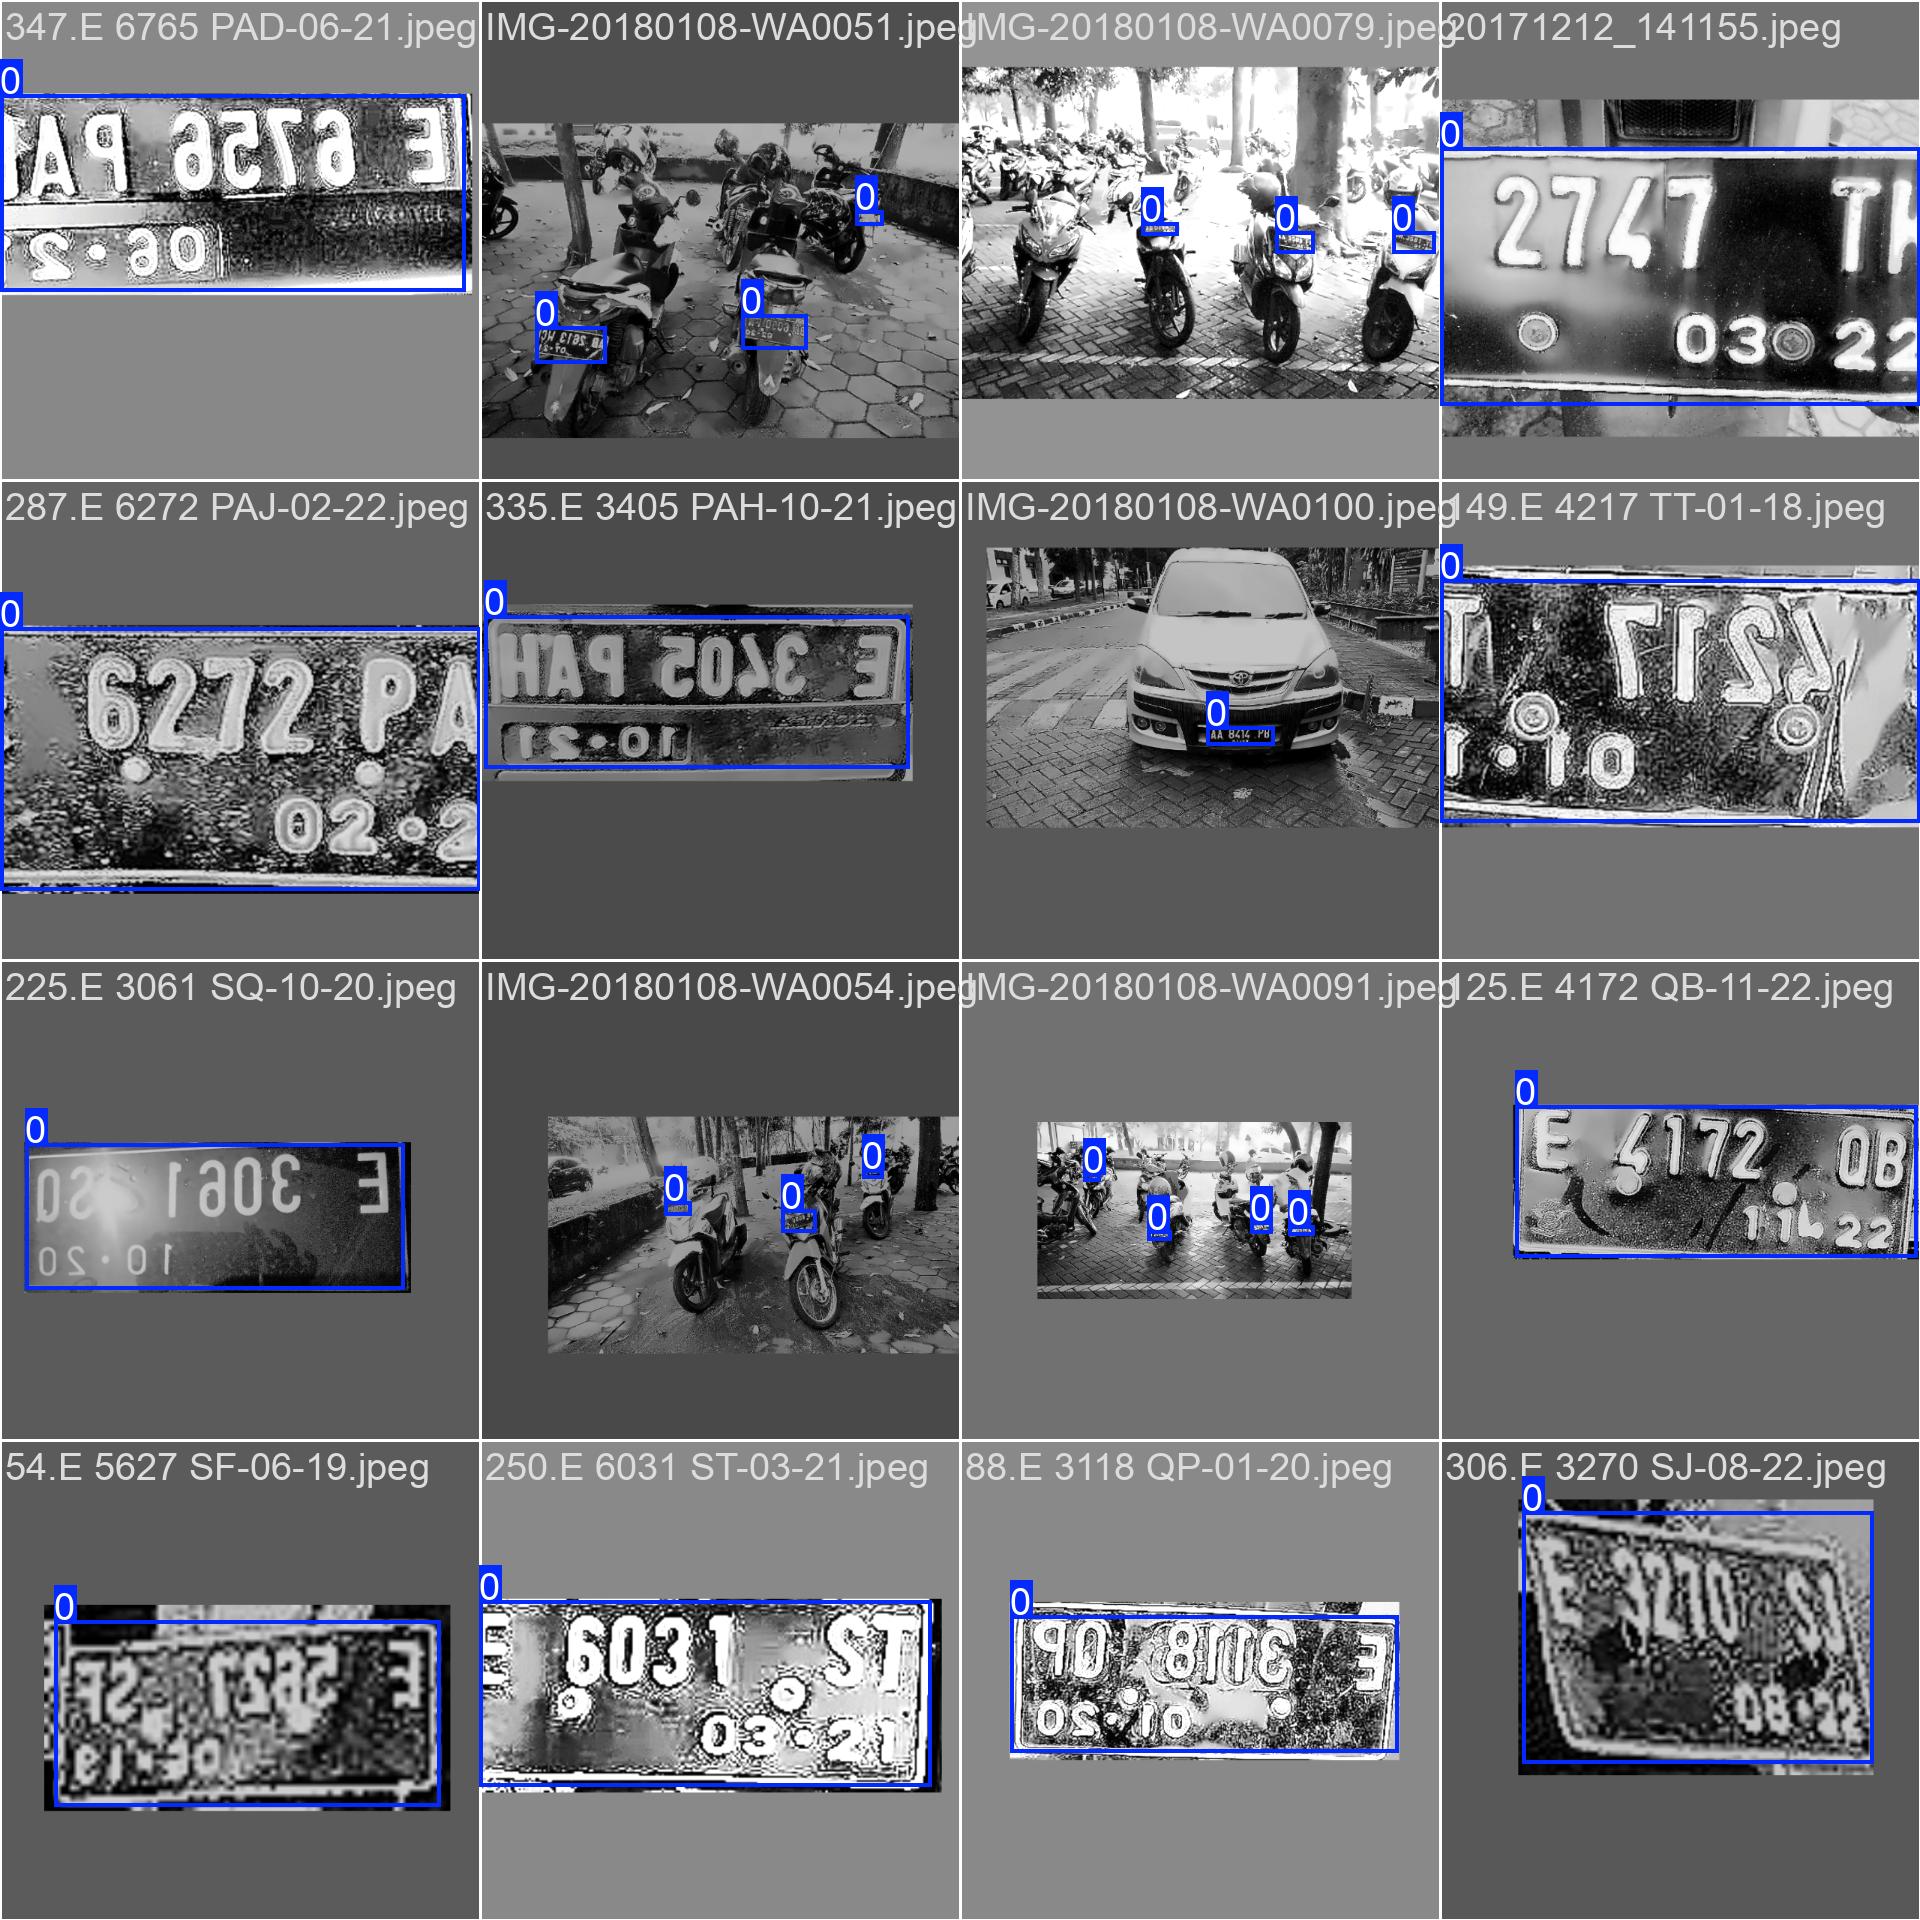 347.E 6765 PAD-06-21.jpeg
0
E 6756 PA
06·2
IMG-20180108-WA0051.jpeg
0
0
0
IMG-20180108-WA0079.jpeg
0
0
0
20171212_141155.jpeg
0
2747
03 22
287.E 6272 PAJ-02-22.jpeg
0
6272 PA
02·2
335.E 3405 PAH-10-21.jpeg
0
E 3405 PAH
10·21
IMG-20180108-WA0100.jpeg
0
AA 8414 PB
149.E 4217 TT-01-18.jpeg
0
4217 T
01·1
225.E 3061 SQ-10-20.jpeg
0
E 3061 SQ
10·20
IMG-20180108-WA0054.jpeg
0
0
0
IMG-20180108-WA0091.jpeg
0
0
0
0
125.E 4172 QB-11-22.jpeg
0
E 4172 QB
11 22
54.E 5627 SF-06-19.jpeg
0
E 5627 SF
06·19
250.E 6031 ST-03-21.jpeg
0
E 6031 ST
03·21
88.E 3118 QP-01-20.jpeg
0
E 3118 QP
01·20
306.E 3270 SJ-08-22.jpeg
0
E 3270 SJ
08·22